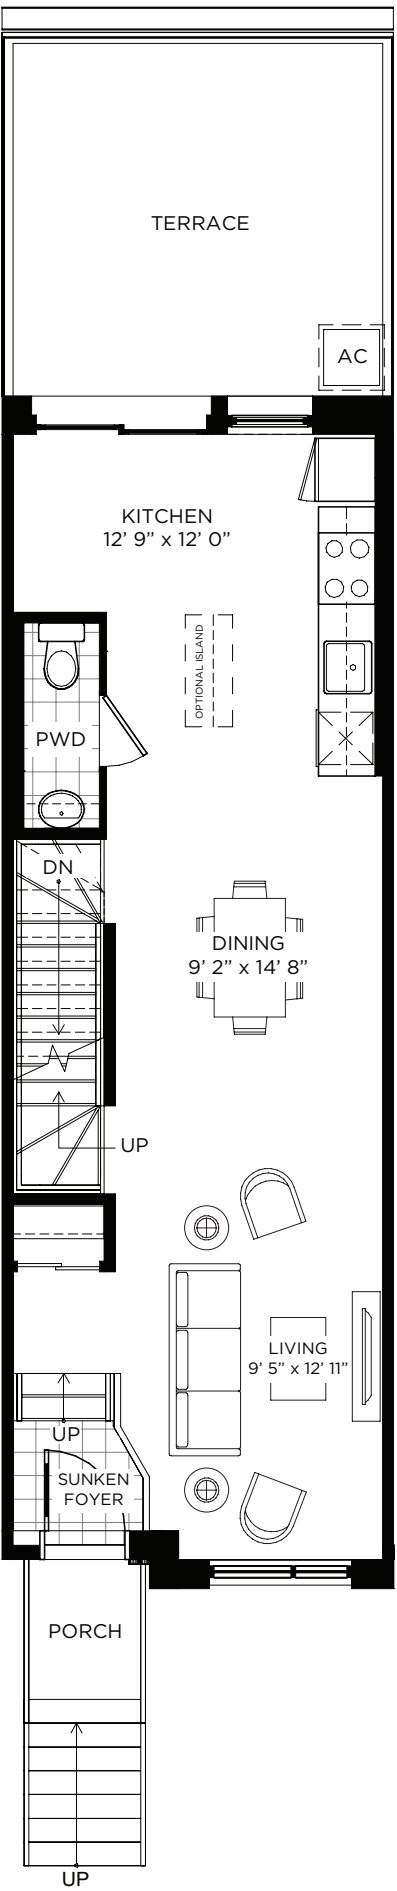 TERRACE
AC
KITCHEN
12’ 9” x 12’ 0”
OPTIONAL ISLAND
PWD
DN
DINING
9’ 2” x 14’ 8”
UP
LIVING
9’ 5” x 12’ 11”
UP
SUNKEN
FOYER
PORCH
UP